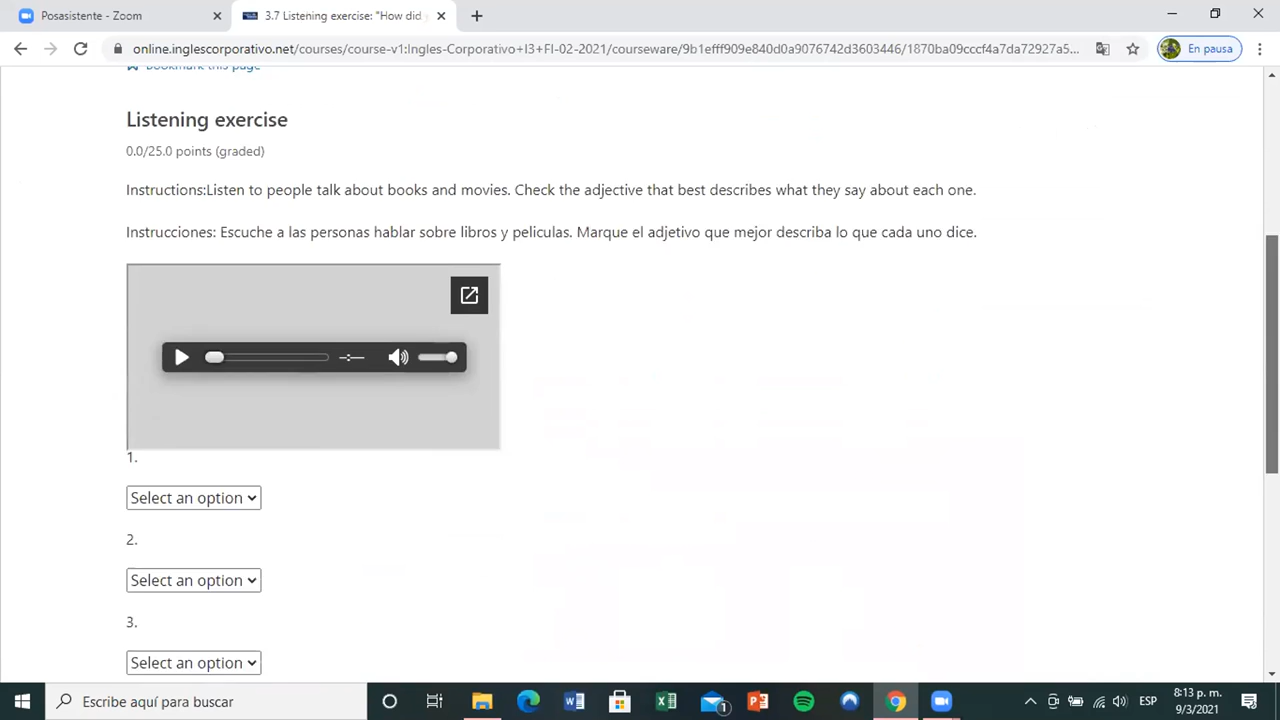 Posasistente - Zoom
3.7 Listening exercise: "How did
online.inglescorporativo.net/courses/course-v1:Ingles-Corporativo+I3+FI-02-2021/courseware/9b1efff909e840d0a9076742d3603446/1870ba09cccf4a7da72927a5...
En pausa
Bookmark this page
Listening exercise
0.0/25.0 points (graded)
Instructions:Listen to people talk about books and movies. Check the adjective that best describes what they say about each one.
Instrucciones: Escuche a las personas hablar sobre libros y peliculas. Marque el adjetivo que mejor describa lo que cada uno dice.
-:--
1.
Select an option
2.
Select an option
3.
Select an option
Escribe aquí para buscar
1
ESP
8:13 p. m.
9/3/2021